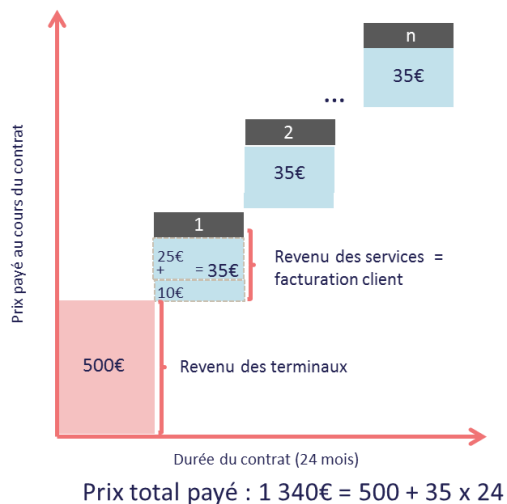 n
35€
...
2
35€
1
25€
+ = 35€
10€
Revenu des services =
facturation client
500€
Revenu des terminaux
Prix payé au cours du contrat
Durée du contrat (24 mois)
Prix total payé : 1 340€ = 500 + 35 x 24